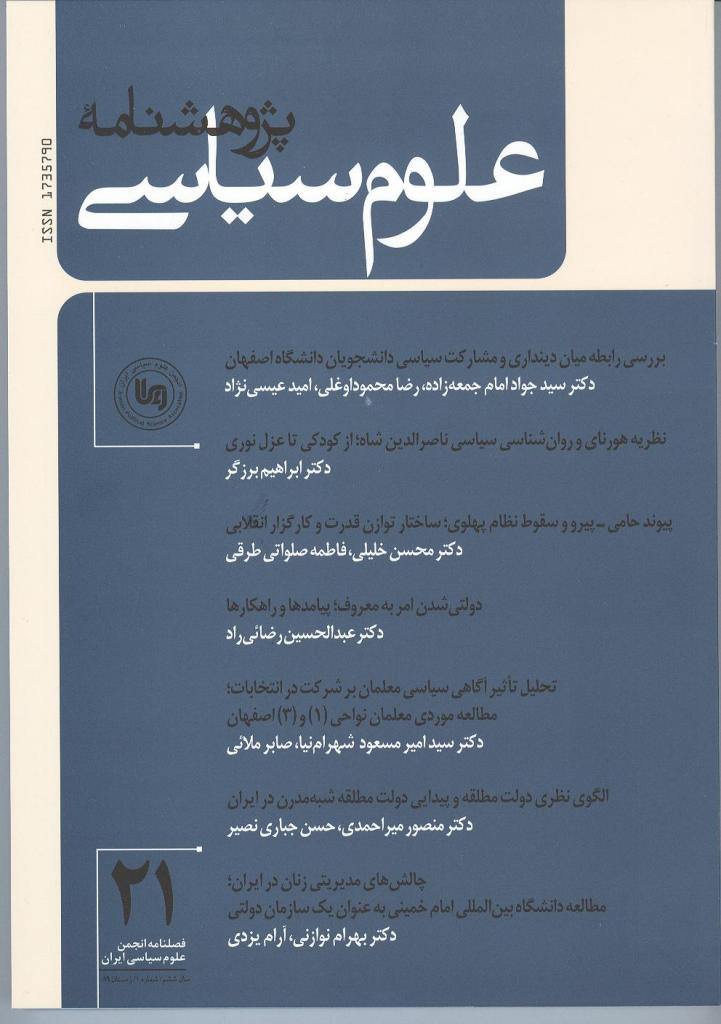 پژوهشنامهٔ
علوم سیاسی
ISSN 1735790
بررسی رابطه میان دینداری و مشارکت سیاسی دانشجویان دانشگاه اصفهان
دکتر سید جواد امام جمعه‌زاده، رضا محموداوغلی، امید عیسی‌نژاد
نظریه هورنای و روان‌شناسی سیاسی ناصرالدین شاه؛ از کودکی تا عزل نوری
دکتر ابراهیم برزگر
پیوند حامی ـ پیرو و سقوط نظام پهلوی؛ ساختار توازن قدرت و کارگزار انقلابی
دکتر محسن خلیلی، فاطمه صلواتی طرقی
دولتی‌شدن امر به معروف؛ پیامدها و راهکارها
دکتر عبدالحسین رضائی‌راد
تحلیل تأثیر آگاهی سیاسی معلمان بر شرکت در انتخابات؛
مطالعه موردی معلمان نواحی (۱) و (۳) اصفهان
دکتر سید امیر مسعود شهرام‌نیا، صابر ملائی
الگوی نظری دولت مطلقه و پیدایی دولت مطلقه شبه‌مدرن در ایران
دکتر منصور میراحمدی، حسن جباری نصیر
چالش‌های مدیریتی زنان در ایران؛
مطالعه دانشگاه بین‌المللی امام خمینی به عنوان یک سازمان دولتی
دکتر بهرام نوازنی، آرام یزدی
۲۱
فصلنامه انجمن
علوم سیاسی ایران
سال ششم/ شماره ۱/ زمستان ۸۹